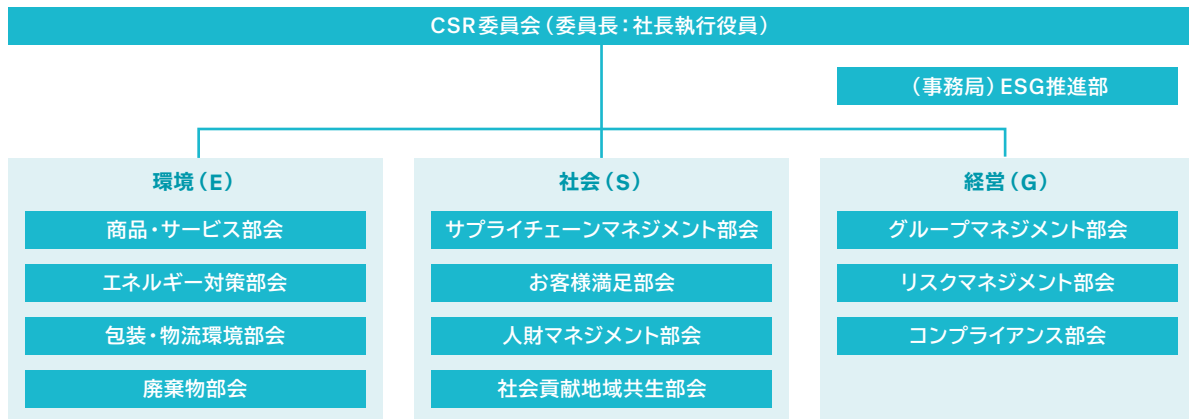 CSR委員会（委員長：社長執行役員）
（事務局）ESG推進部
環境（E）
商品・サービス部会
エネルギー対策部会
包装・物流環境部会
廃棄物部会
社会（S）
サプライチェーンマネジメント部会
お客様満足部会
人財マネジメント部会
社会貢献地域共生部会
経営（G）
グループマネジメント部会
リスクマネジメント部会
コンプライアンス部会